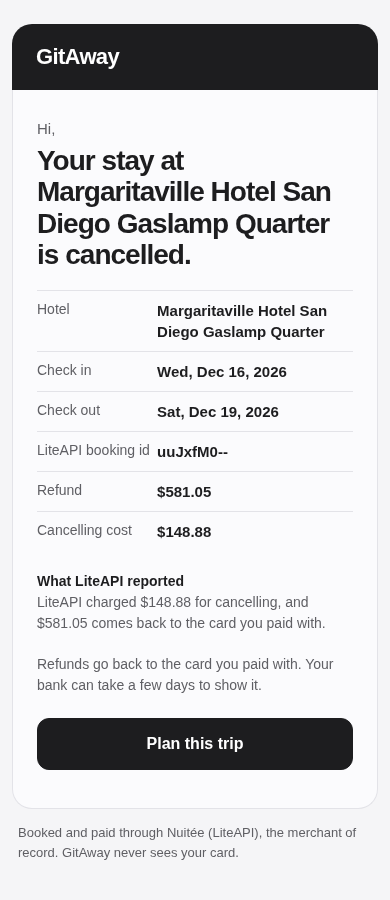 GitAway
Hi,
Your stay at
Margaritaville Hotel San
Diego Gaslamp Quarter
is cancelled.
Hotel Margaritaville Hotel San
Diego Gaslamp Quarter
Check in Wed, Dec 16, 2026
Check out Sat, Dec 19, 2026
LiteAPI booking id uuJxfM0--
Refund $581.05
Cancelling cost $148.88
What LiteAPI reported
LiteAPI charged $148.88 for cancelling, and
$581.05 comes back to the card you paid with.
Refunds go back to the card you paid with. Your
bank can take a few days to show it.
Plan this trip
Booked and paid through Nuitée (LiteAPI), the merchant of
record. GitAway never sees your card.